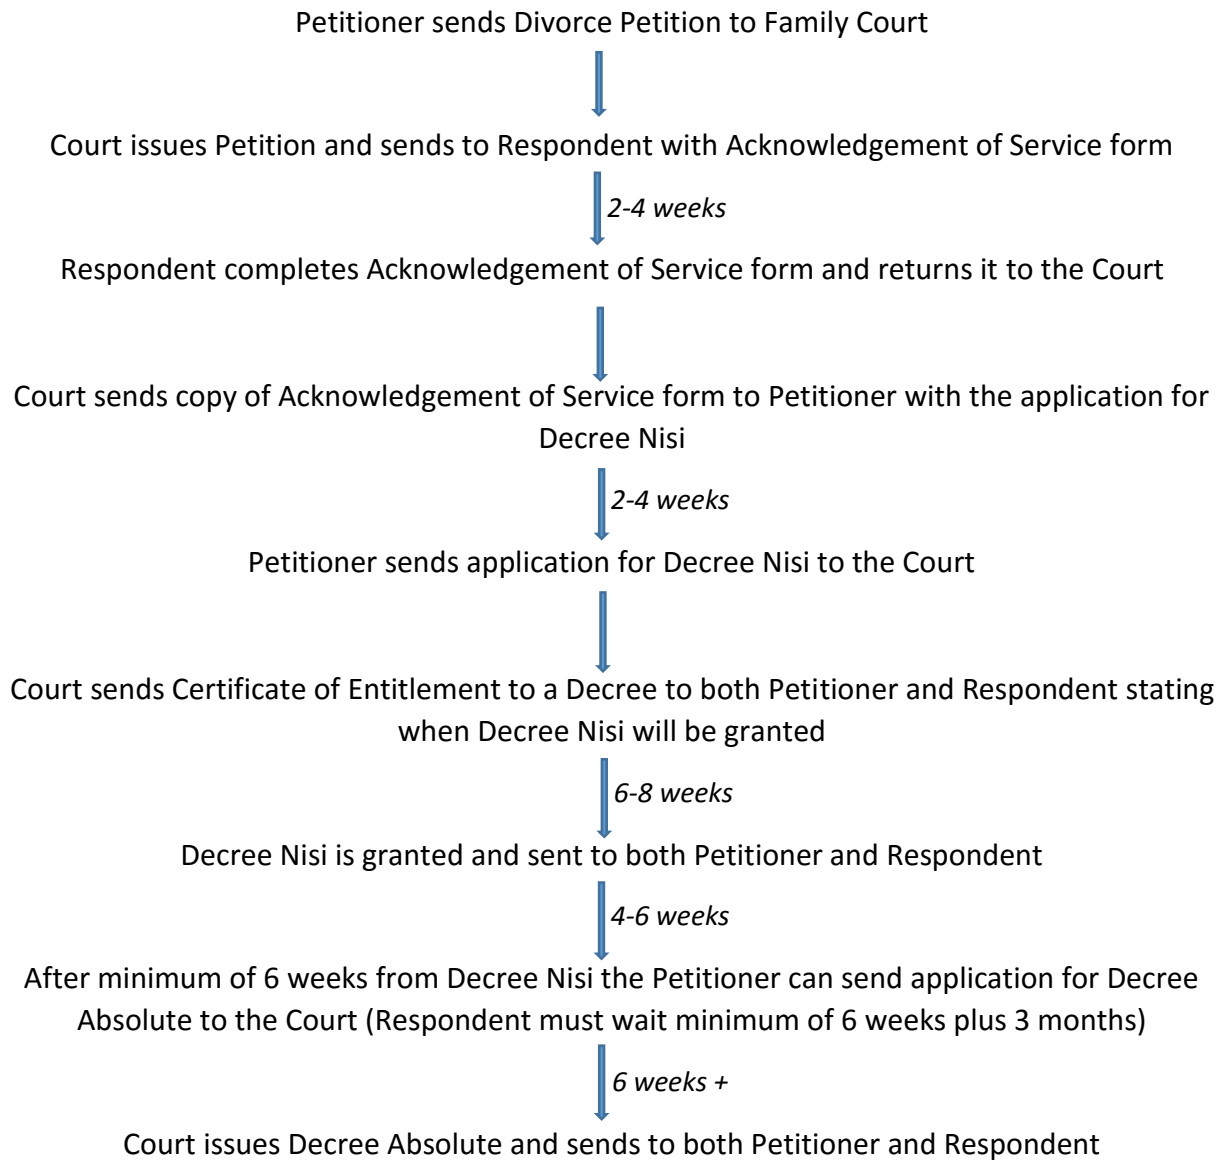 Petitioner sends Divorce Petition to Family Court
Court issues Petition and sends to Respondent with Acknowledgement of Service form
2-4 weeks
Respondent completes Acknowledgement of Service form and returns it to the Court
Court sends copy of Acknowledgement of Service form to Petitioner with the application for
Decree Nisi
2-4 weeks
Petitioner sends application for Decree Nisi to the Court
Court sends Certificate of Entitlement to a Decree to both Petitioner and Respondent stating
when Decree Nisi will be granted
6-8 weeks
Decree Nisi is granted and sent to both Petitioner and Respondent
4-6 weeks
After minimum of 6 weeks from Decree Nisi the Petitioner can send application for Decree
Absolute to the Court (Respondent must wait minimum of 6 weeks plus 3 months)
6 weeks +
Court issues Decree Absolute and sends to both Petitioner and Respondent